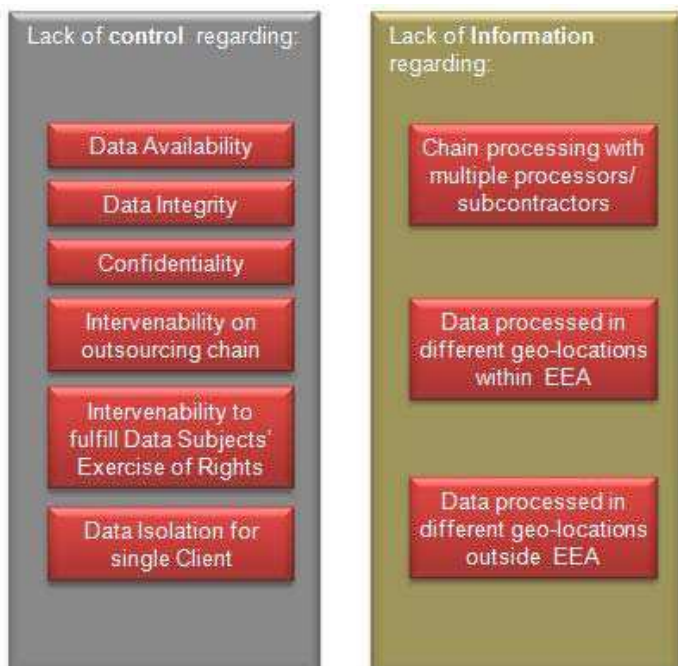 Lack of control regarding:
Data Availability
Data Integrity
Confidentiality
Intervenability on
outsourcing chain
Intervenability to
fulfill Data Subjects'
Exercise of Rights
Data Isolation for
single Client
Lack of Information
regarding:
Chain processing with
multiple processors/
subcontractors
Data processed in
different geo-locations
within EEA
Data processed in
different geo-locations
outside EEA